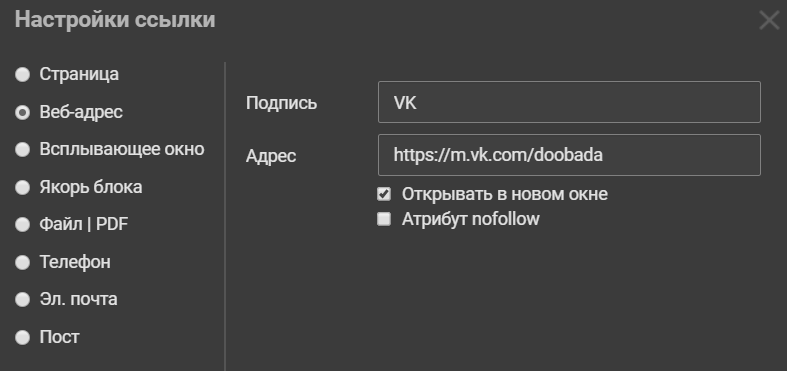 Настройки ссылки
Страница
Веб-адрес
Всплывающее окно
Якорь блока
Файл | PDF
Телефон
Эл. почта
Пост
Подпись
VK
Адрес
https://m.vk.com/doobada
Открывать в новом окне
Атрибут nofollow